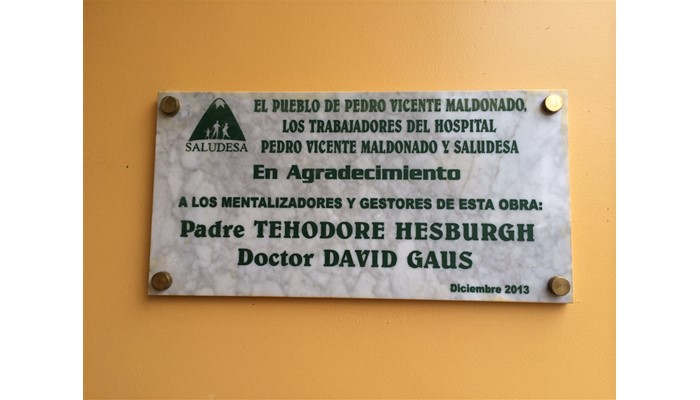 EL PUEBLO DE PEDRO VICENTE MALDONADO,
LOS TRABAJADORES DEL HOSPITAL
PEDRO VICENTE MALDONADO Y SALUDESA
SALUDESA
En Agradecimiento
A LOS MENTALIZADORES Y GESTORES DE ESTA OBRA:
Padre TEHODORE HESBURGH
Doctor DAVID GAUS
Diciembre 2013